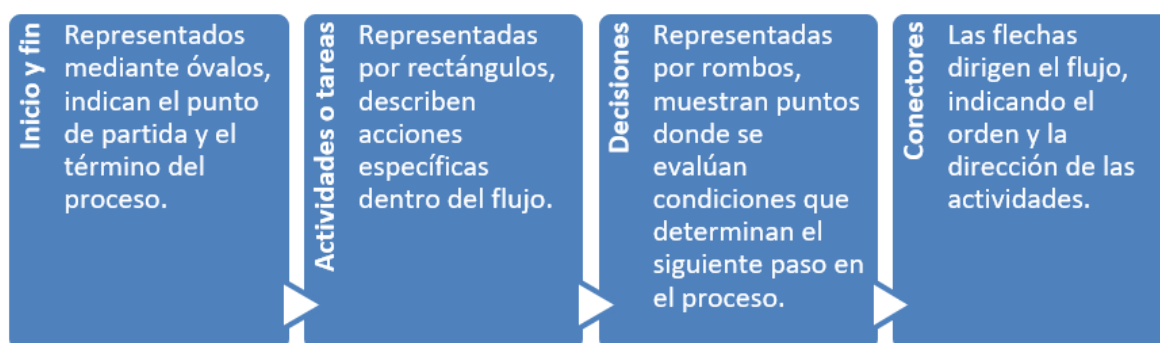 Inicio y fin
Representados
mediante óvalos,
indican el punto
de partida y el
término del
proceso.
Actividades o tareas
Representadas
por rectángulos,
describen
acciones
específicas
dentro del flujo.
Decisiones
Representadas
por rombos,
muestran puntos
donde se
evalúan
condiciones que
determinan el
siguiente paso en
el proceso.
Conectores
Las flechas
dirigen el flujo,
indicando el
orden y la
dirección de las
actividades.